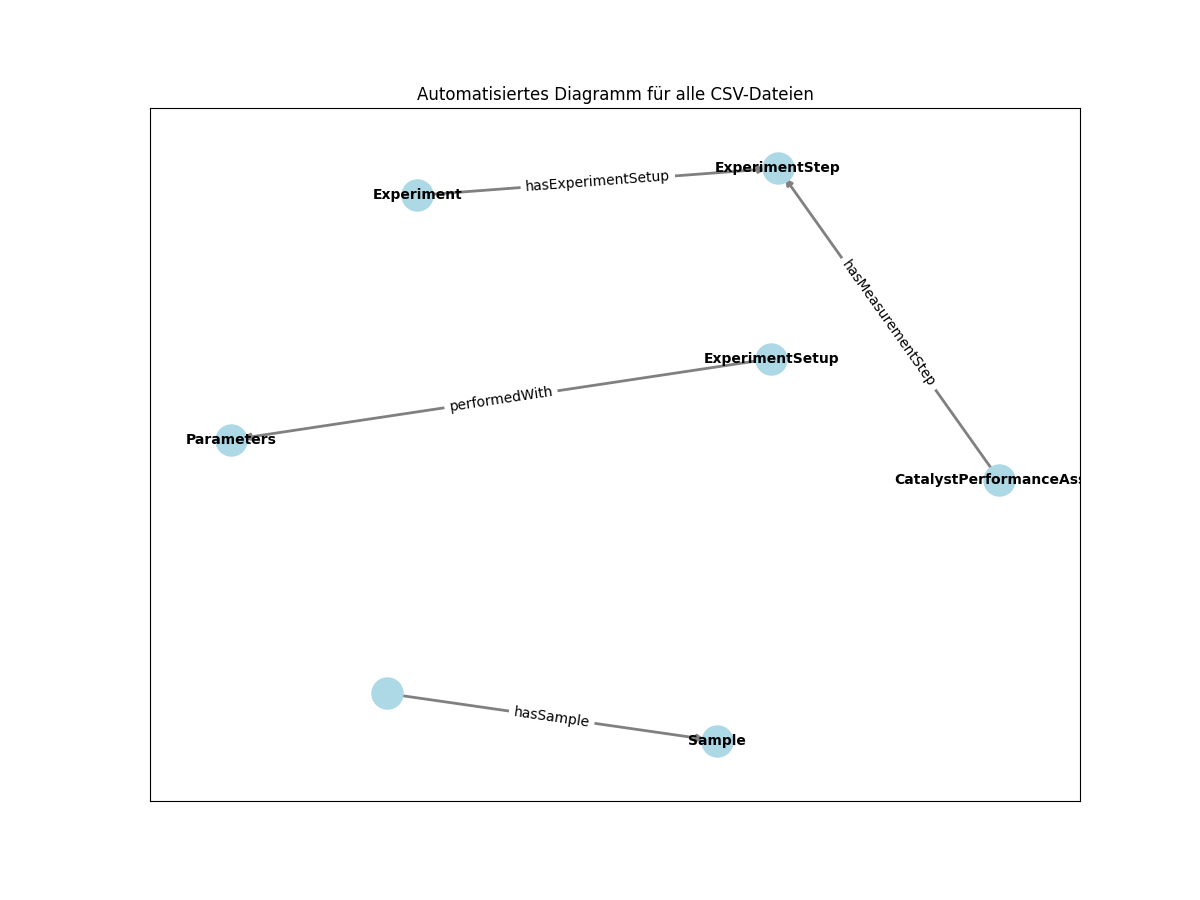 Automatisiertes Diagramm für alle CSV-Dateien
ExperimentStep
hasExperimentSetup
Experiment
hasMeasurementStep
ExperimentSetup
performedWith
Parameters
CatalystPerformanceAss
hasSample
Sample